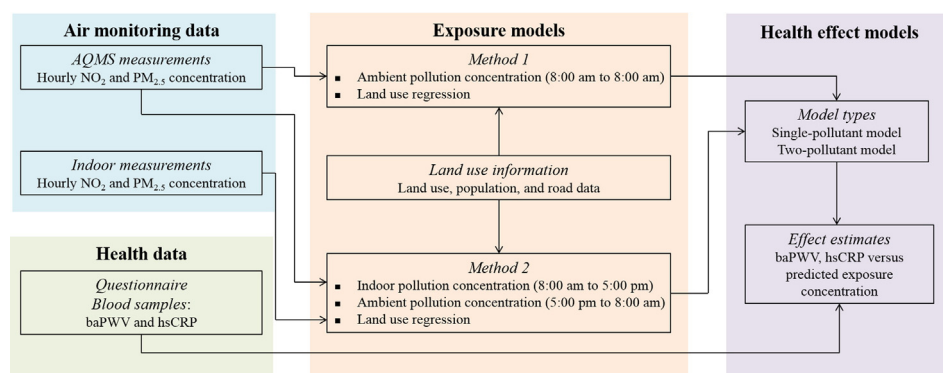 Air monitoring data
AQMS measurements
Hourly NO₂ and PM₂.₅ concentration
Indoor measurements
Hourly NO₂ and PM₂.₅ concentration
Health data
Questionnaire
Blood samples:
baPWV and hsCRP
Exposure models
Method 1
▪ Ambient pollution concentration (8:00 am to 8:00 am)
▪ Land use regression
Land use information
Land use, population, and road data
Method 2
▪ Indoor pollution concentration (8:00 am to 5:00 pm)
▪ Ambient pollution concentration (5:00 pm to 8:00 am)
▪ Land use regression
Health effect models
Model types
Single-pollutant model
Two-pollutant model
Effect estimates
baPWV, hsCRP versus
predicted exposure
concentration